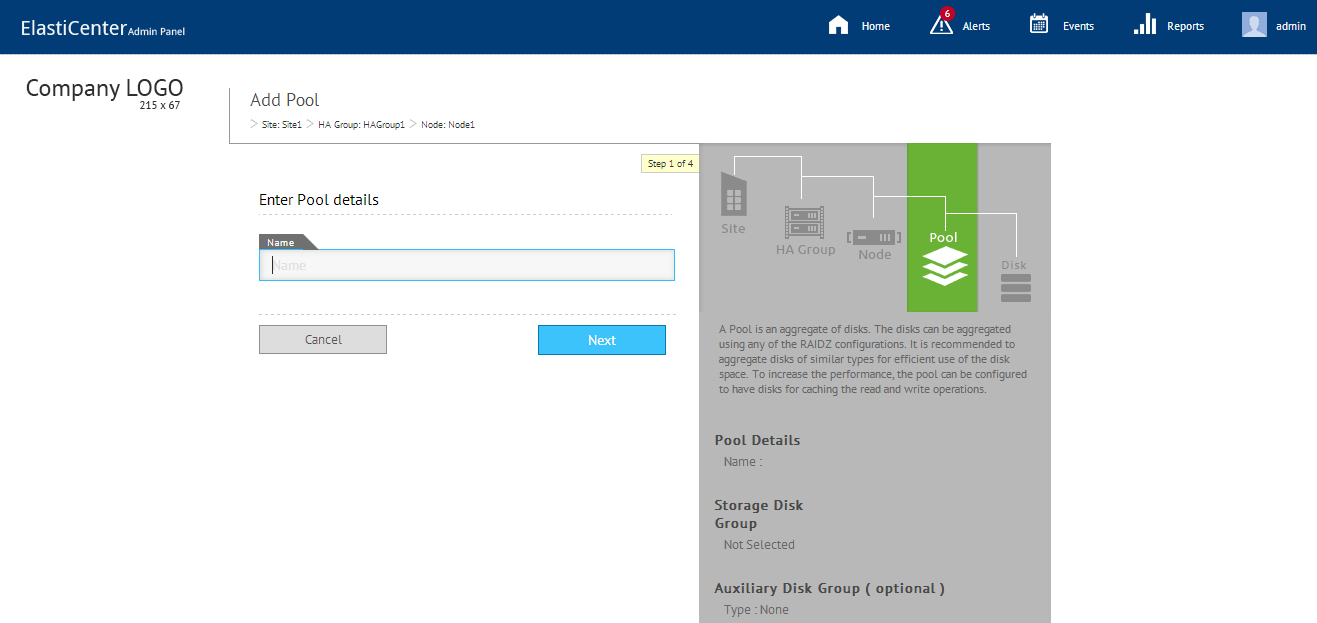 ElastiCenter Admin Panel
Home
6
Alerts
Events
Reports
admin
Company LOGO
215 x 67
Add Pool
> Site: Site1 > HA Group: HAGroup1 > Node: Node1
Step 1 of 4
Enter Pool details
Name
Name
Cancel
Next
Site
HA Group
Node
Pool
Disk
A Pool is an aggregate of disks. The disks can be aggregated
using any of the RAIDZ configurations. It is recommended to
aggregate disks of similar types for efficient use of the disk
space. To increase the performance, the pool can be configured
to have disks for caching the read and write operations.
Pool Details
Name :
Storage Disk
Group
Not Selected
Auxiliary Disk Group ( optional )
Type : None